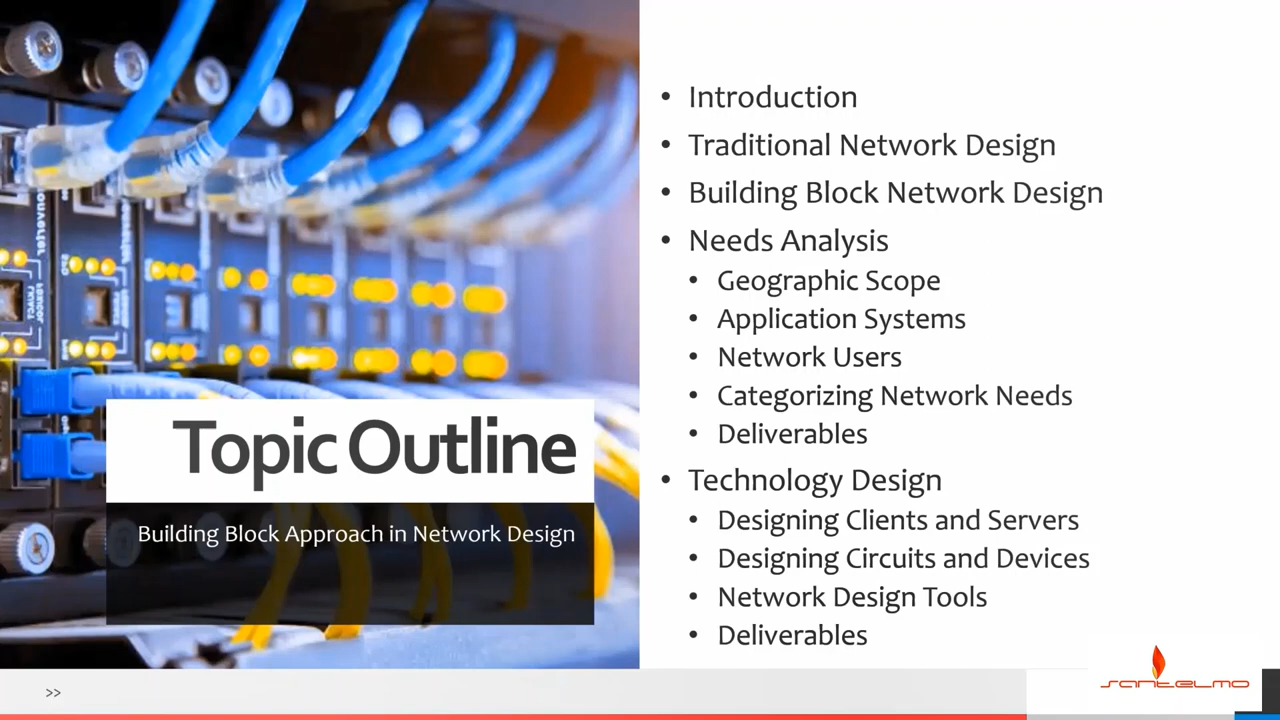 Topic Outline
Building Block Approach in Network Design
• Introduction
• Traditional Network Design
• Building Block Network Design
• Needs Analysis
• Geographic Scope
• Application Systems
• Network Users
• Categorizing Network Needs
• Deliverables
• Technology Design
• Designing Clients and Servers
• Designing Circuits and Devices
• Network Design Tools
• Deliverables
>>
santelmo